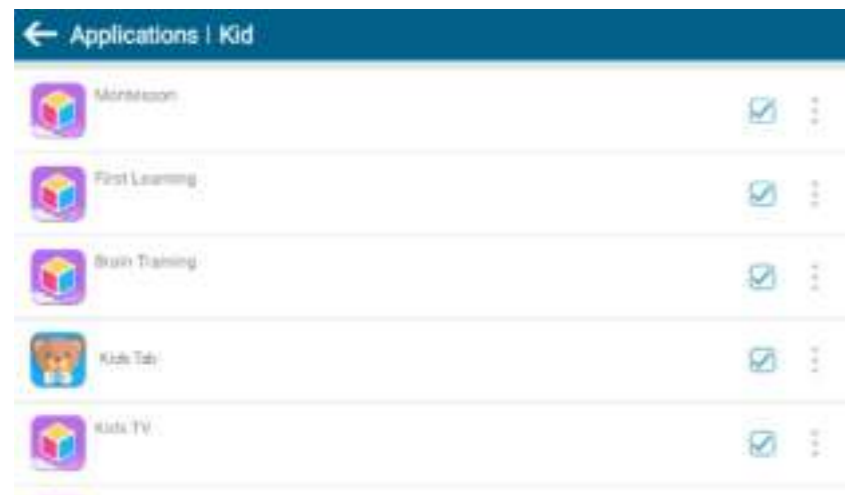 Applications | Kid
Montessori
First Learning
Brain Training
Kids Tab
Kids TV